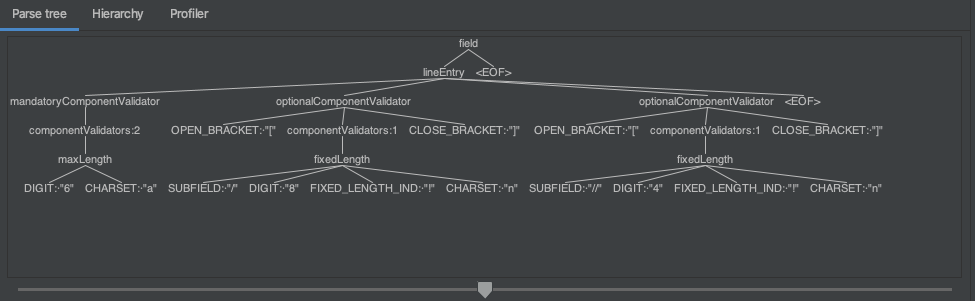 Parse tree Hierarchy Profiler
field
lineEntry <EOF>
mandatoryComponentValidator optionalComponentValidator optionalComponentValidator <EOF>
componentValidators:2 OPEN_BRACKET:"[" componentValidators:1 CLOSE_BRACKET:"]" OPEN_BRACKET:"[" componentValidators:1 CLOSE_BRACKET:"]"
maxLength fixedLength fixedLength
DIGIT:"6" CHARSET:"a" SUBFIELD:"/" DIGIT:"8" FIXED_LENGTH_IND:"!" CHARSET:"n" SUBFIELD:"//" DIGIT:"4" FIXED_LENGTH_IND:"!" CHARSET:"n"